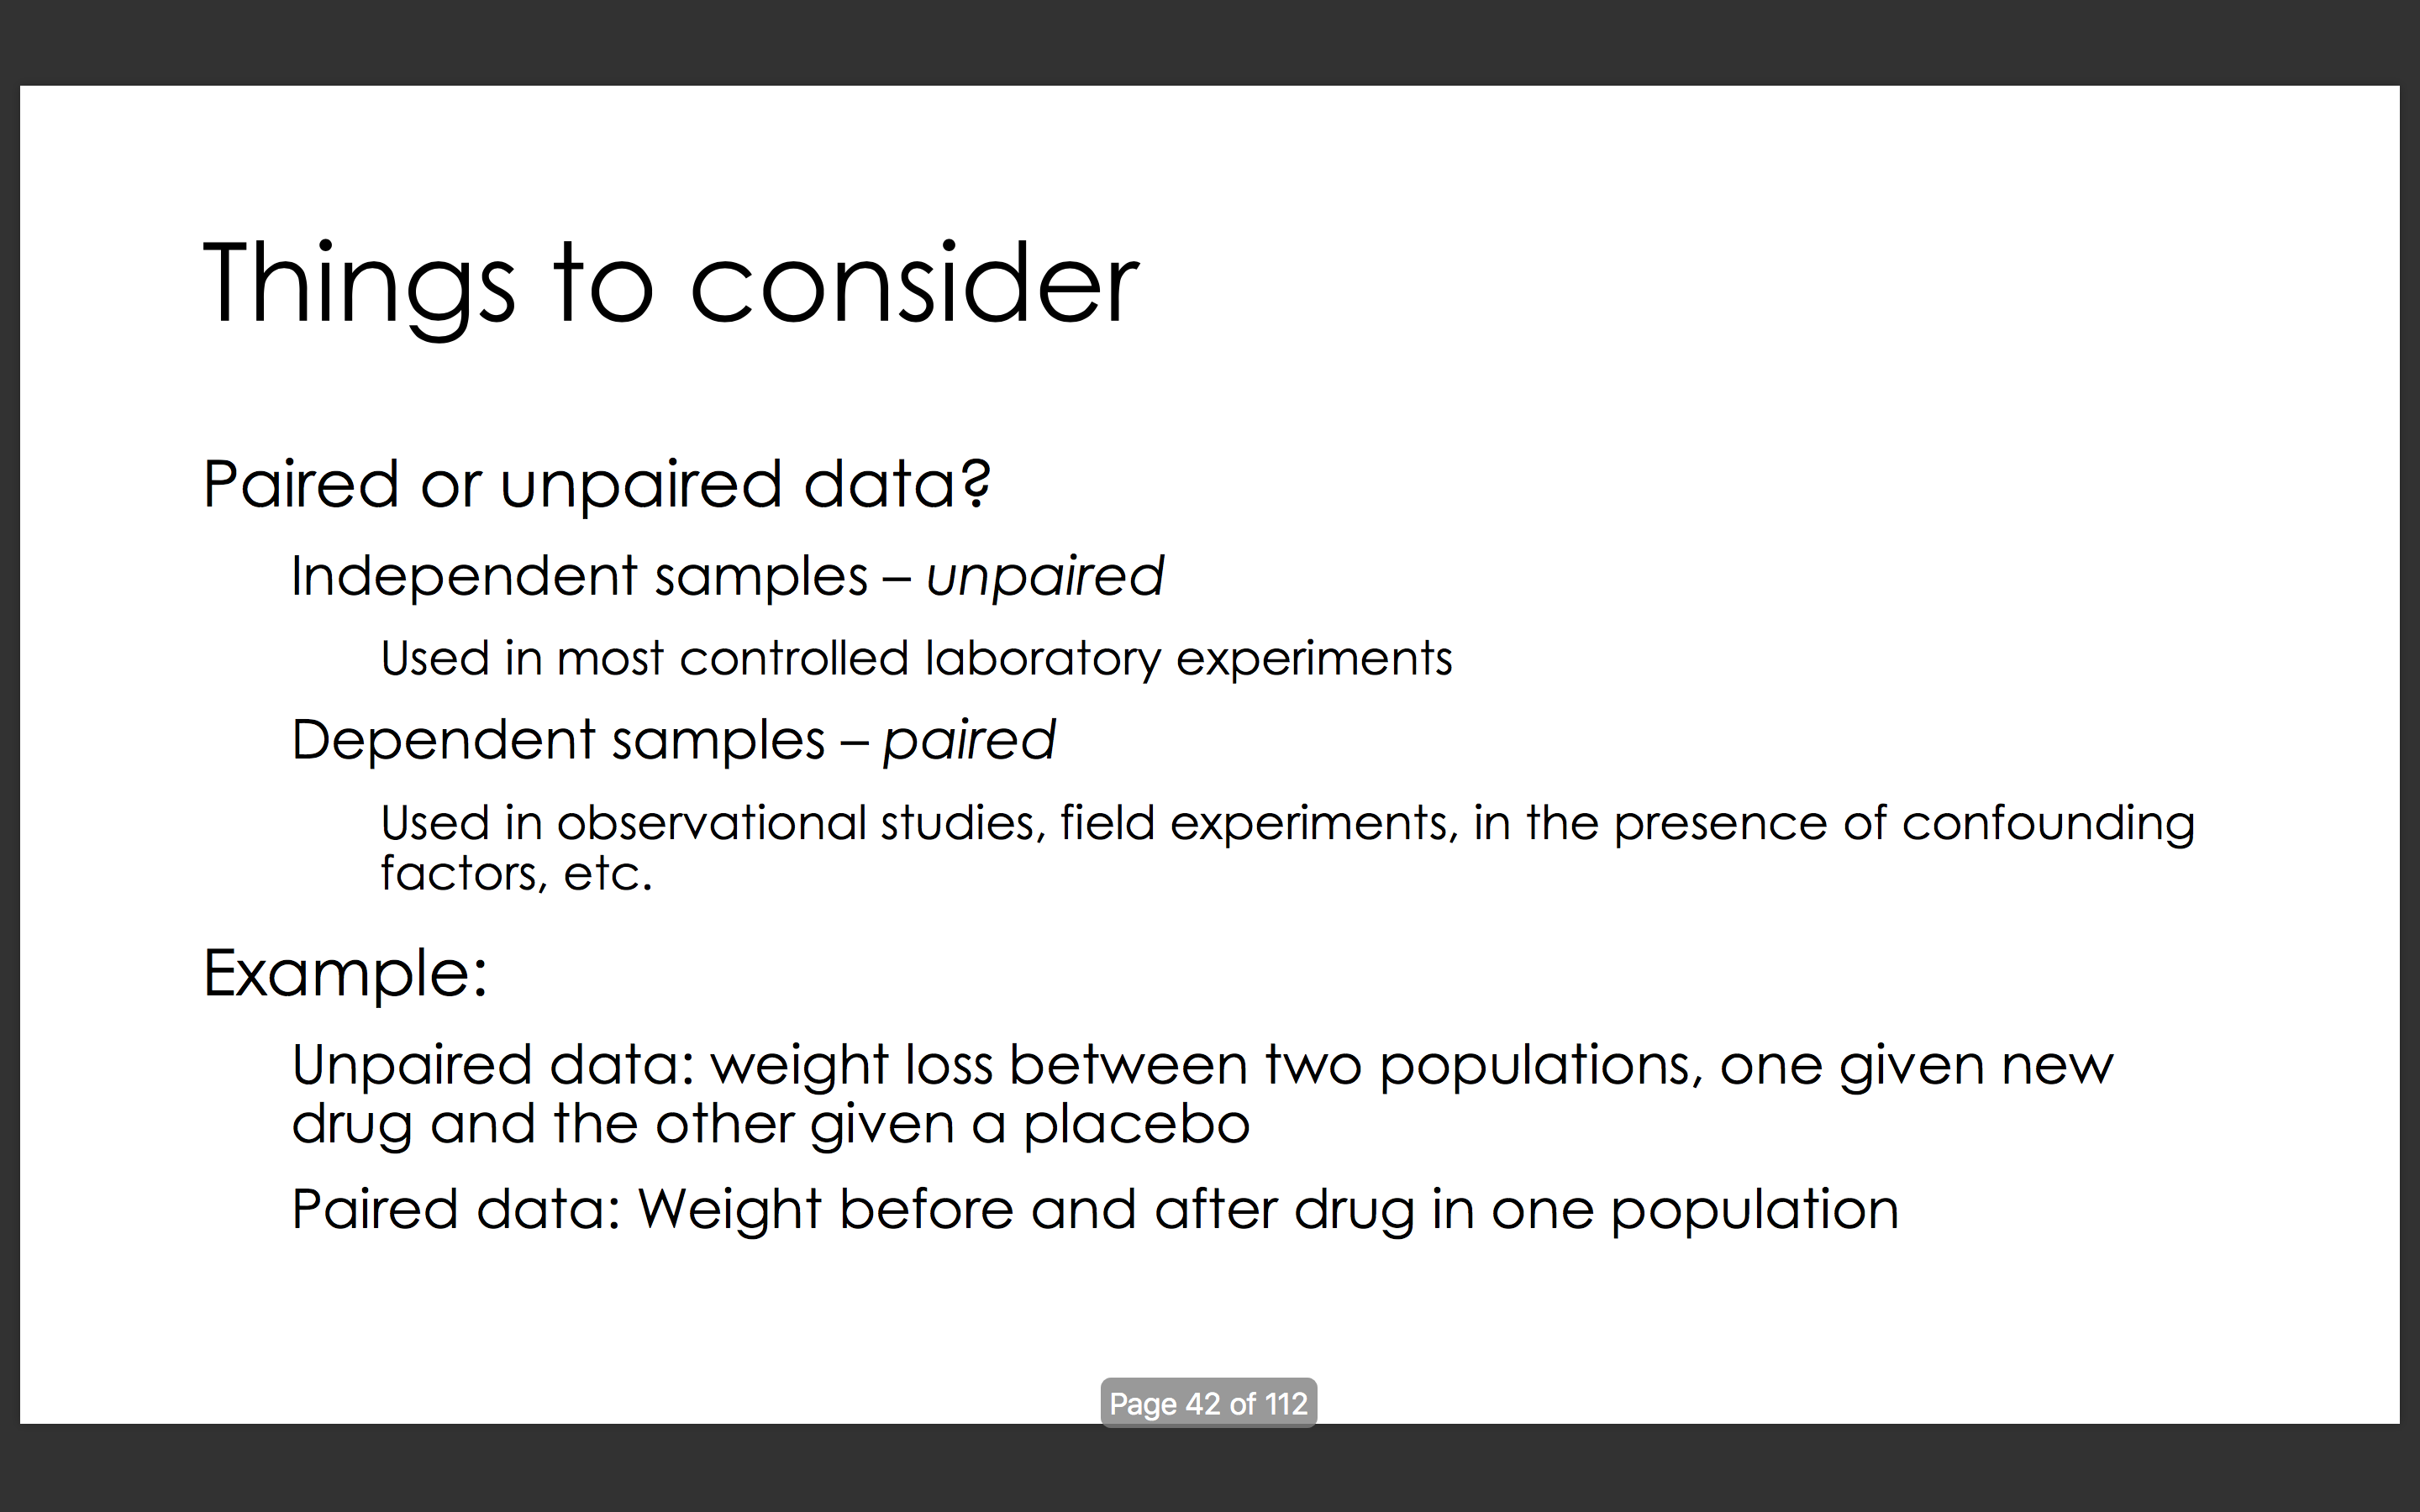 Things to consider
Paired or unpaired data?
Independent samples – unpaired
Used in most controlled laboratory experiments
Dependent samples – paired
Used in observational studies, field experiments, in the presence of confounding
factors, etc.
Example:
Unpaired data: weight loss between two populations, one given new
drug and the other given a placebo
Paired data: Weight before and after drug in one population
Page 42 of 112